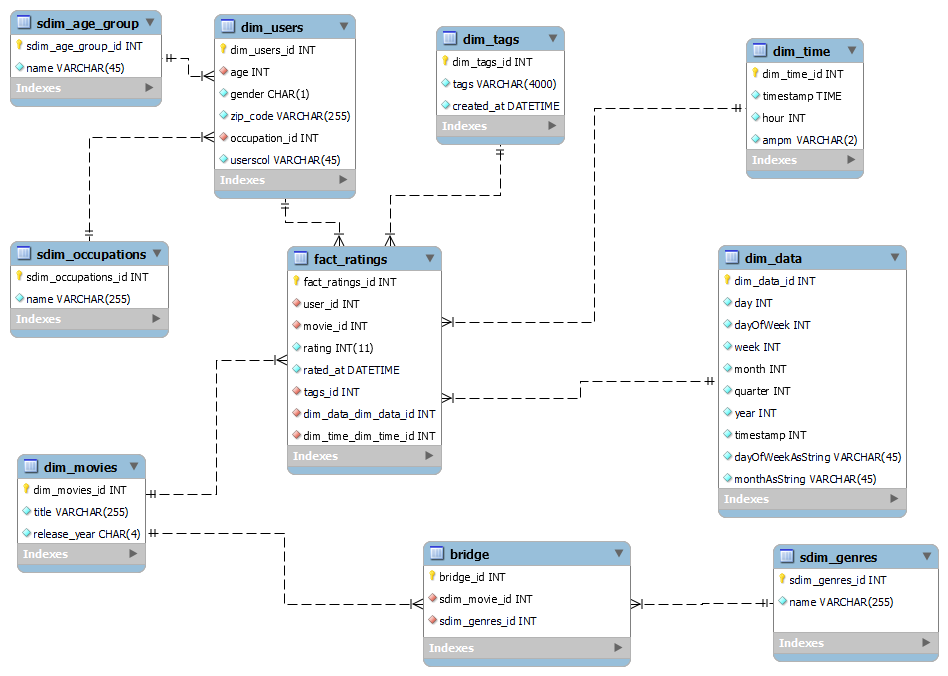 sdim_age_group
sdim_age_group_id INT
name VARCHAR(45)
Indexes
dim_users
dim_users_id INT
age INT
gender CHAR(1)
zip_code VARCHAR(255)
occupation_id INT
userscol VARCHAR(45)
Indexes
dim_tags
dim_tags_id INT
tags VARCHAR(4000)
created_at DATETIME
Indexes
dim_time
dim_time_id INT
timestamp TIME
hour INT
ampm VARCHAR(2)
Indexes
sdim_occupations
sdim_occupations_id INT
name VARCHAR(255)
Indexes
fact_ratings
fact_ratings_id INT
user_id INT
movie_id INT
rating INT(11)
rated_at DATETIME
tags_id INT
dim_data_dim_data_id INT
dim_time_dim_time_id INT
Indexes
dim_data
dim_data_id INT
day INT
dayOfWeek INT
week INT
month INT
quarter INT
year INT
timestamp INT
dayOfWeekAsString VARCHAR(45)
monthAsString VARCHAR(45)
Indexes
dim_movies
dim_movies_id INT
title VARCHAR(255)
release_year CHAR(4)
Indexes
bridge
bridge_id INT
sdim_movie_id INT
sdim_genres_id INT
Indexes
sdim_genres
sdim_genres_id INT
name VARCHAR(255)
Indexes